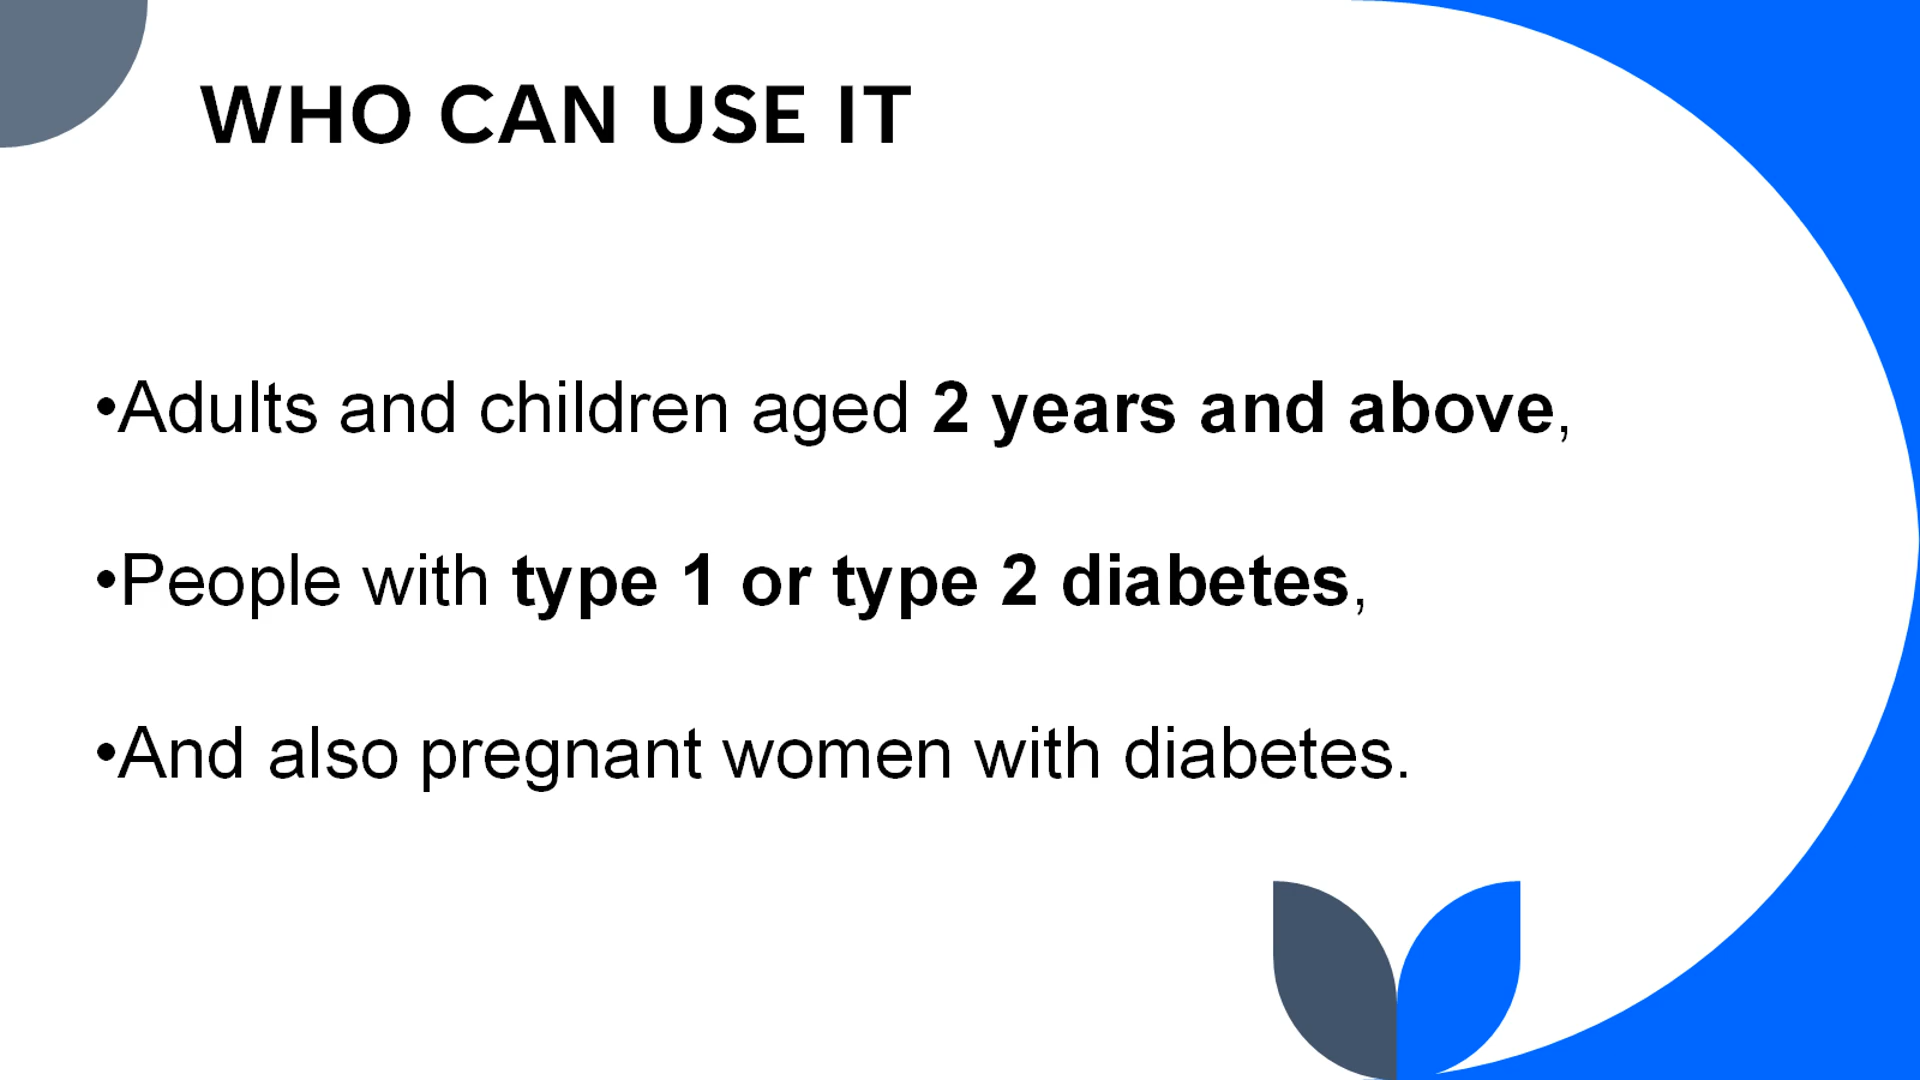 WHO CAN USE IT
•Adults and children aged 2 years and above,
•People with type 1 or type 2 diabetes,
•And also pregnant women with diabetes.